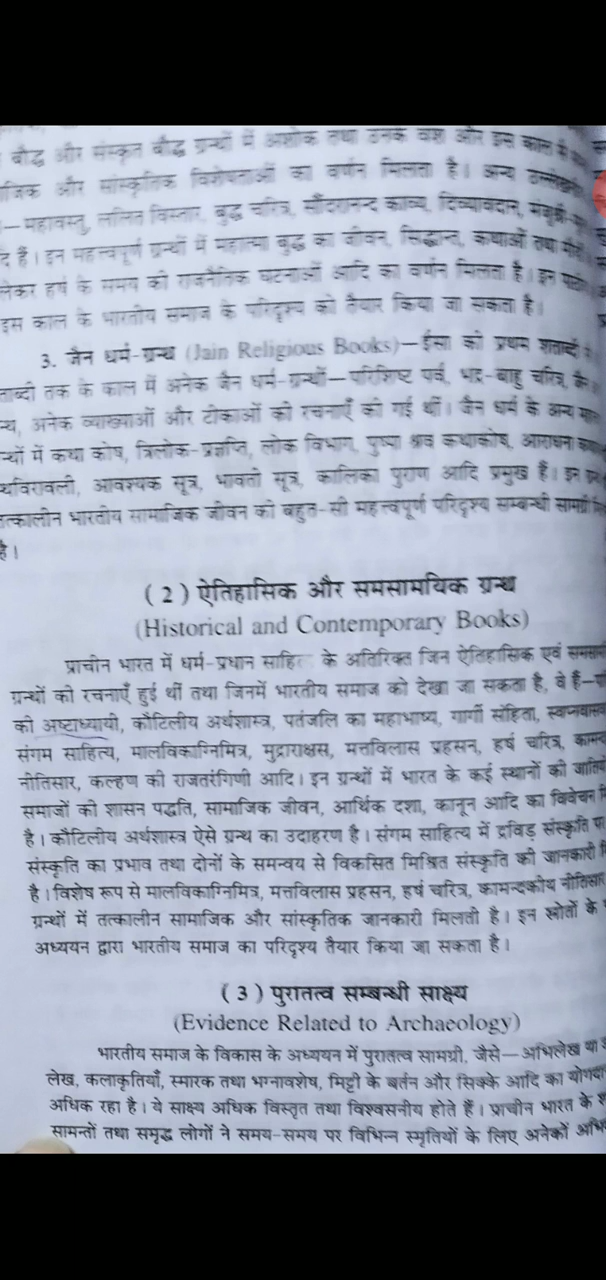 बौद्ध और संस्कृत बौद्ध ग्रन्थों में अशोक तथा उनके वंश और इस काल के
जिक और सांस्कृतिक विशेषताओं का वर्णन मिलता है। अन्य
—महावस्तु, ललित विस्तार, बुद्ध चरित्र, सौंदरानन्द काव्य, दिव्यावदान,
द हैं। इन महत्त्वपूर्ण ग्रन्थों में महात्मा बुद्ध का जीवन, सिद्धान्त, कथाओं तथा
लेकर हर्ष के समय की राजनैतिक घटनाओं आदि का वर्णन मिलता है। इन
इस काल के भारतीय समाज के परिदृश्य को तैयार किया जा सकता है।
3. जैन धर्म-ग्रन्थ (Jain Religious Books)—ईसा की प्रथम शताब्दी
ताब्दी तक के काल में अनेक जैन धर्म-ग्रन्थों—परिशिष्ट पर्व, भद्र-बाहु चरित्र,
न्थ, अनेक व्याख्याओं और टीकाओं की रचनाएँ की गई थीं। जैन धर्म के अन्य
न्थों में कथा कोष, त्रिलोक-प्रज्ञप्ति, लोक विभाग, पुष्पा श्रव कथाकोष, आराधना
थविरावली, आवश्यक सूत्र, भावती सूत्र, कालिका पुराण आदि प्रमुख हैं। इन
तत्कालीन भारतीय सामाजिक जीवन की बहुत-सी महत्त्वपूर्ण परिदृश्य सम्बन्धी सामग्री
है।
(2) ऐतिहासिक और समसामयिक ग्रन्थ
(Historical and Contemporary Books)
प्राचीन भारत में धर्म-प्रधान साहि के अतिरिक्त जिन ऐतिहासिक एवं
ग्रन्थों की रचनाएँ हुई थीं तथा जिनमें भारतीय समाज को देखा जा सकता है, वे हैं—
की अष्टाध्यायी, कौटिलीय अर्थशास्त्र, पतंजलि का महाभाष्य, गार्गी संहिता,
संगम साहित्य, मालविकाग्निमित्र, मुद्राराक्षस, मत्तविलास प्रहसन, हर्ष चरित्र,
नीतिसार, कल्हण की राजतरंगिणी आदि। इन ग्रन्थों में भारत के कई स्थानों की
समाजों की शासन पद्धति, सामाजिक जीवन, आर्थिक दशा, कानून आदि का विवेचन
है। कौटिलीय अर्थशास्त्र ऐसे ग्रन्थ का उदाहरण है। संगम साहित्य में द्रविड़ संस्कृति
संस्कृति का प्रभाव तथा दोनों के समन्वय से विकसित मिश्रित संस्कृति की जानकारी
है। विशेष रूप से मालविकाग्निमित्र, मत्तविलास प्रहसन, हर्ष चरित्र, कामन्दकीय नीतिसार
ग्रन्थों में तत्कालीन सामाजिक और सांस्कृतिक जानकारी मिलती है। इन स्रोतों के
अध्ययन द्वारा भारतीय समाज का परिदृश्य तैयार किया जा सकता है।
(3) पुरातत्व सम्बन्धी साक्ष्य
(Evidence Related to Archaeology)
भारतीय समाज के विकास के अध्ययन में पुरातत्व सामग्री, जैसे—अभिलेख या
लेख, कलाकृतियाँ, स्मारक तथा भग्नावशेष, मिट्टी के बर्तन और सिक्के आदि का
अधिक रहा है। ये साक्ष्य अधिक विस्तृत तथा विश्वसनीय होते हैं। प्राचीन भारत के
सामन्तों तथा समृद्ध लोगों ने समय-समय पर विभिन्न स्मृतियों के लिए अनेकों